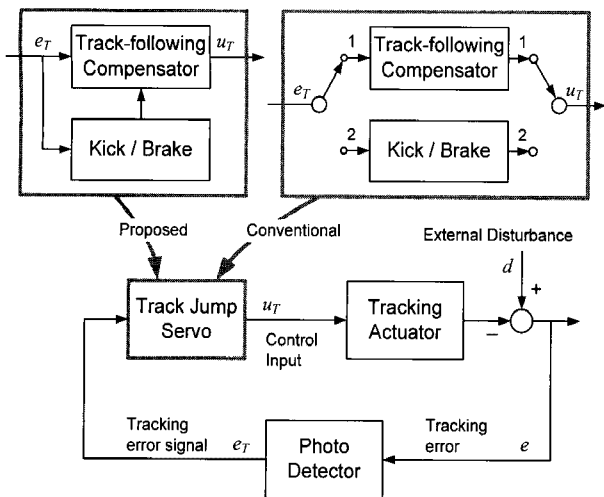 e_T
Track-following
Compensator
u_T
Kick / Brake
1
Track-following
Compensator
1
e_T
u_T
2
Kick / Brake
2
Proposed
Conventional
External Disturbance
d
+
Track Jump
Servo
u_T
Control
Input
Tracking
Actuator
−
Tracking
error signal
e_T
Photo
Detector
Tracking
error
e